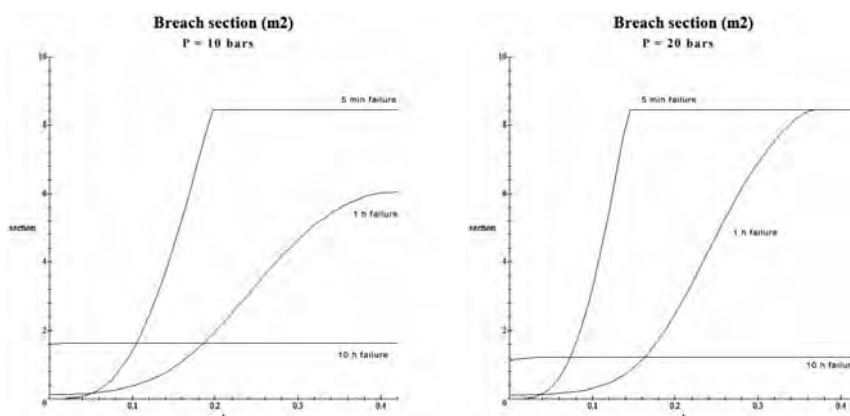 Breach section (m2)
P = 10 bars
10
5 min failure
8
6
1 h failure
section
4
2
10 h failure
0
0.1
0.2
0.3
0.4
Breach section (m2)
P = 20 bars
10
5 min failure
8
6
section
1 h failure
4
2
10 h failure
0
0.1
0.2
0.3
0.4